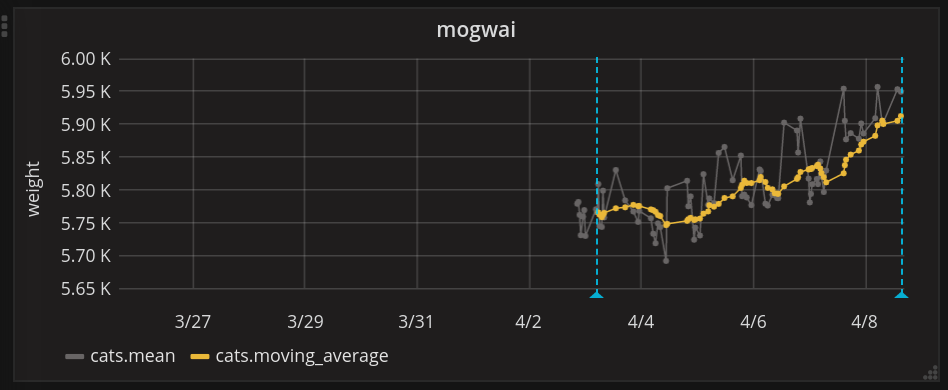 mogwai
6.00 K
5.95 K
5.90 K
5.85 K
5.80 K
5.75 K
5.70 K
5.65 K
weight
3/27 3/29 3/31 4/2 4/4 4/6 4/8
cats.mean cats.moving_average